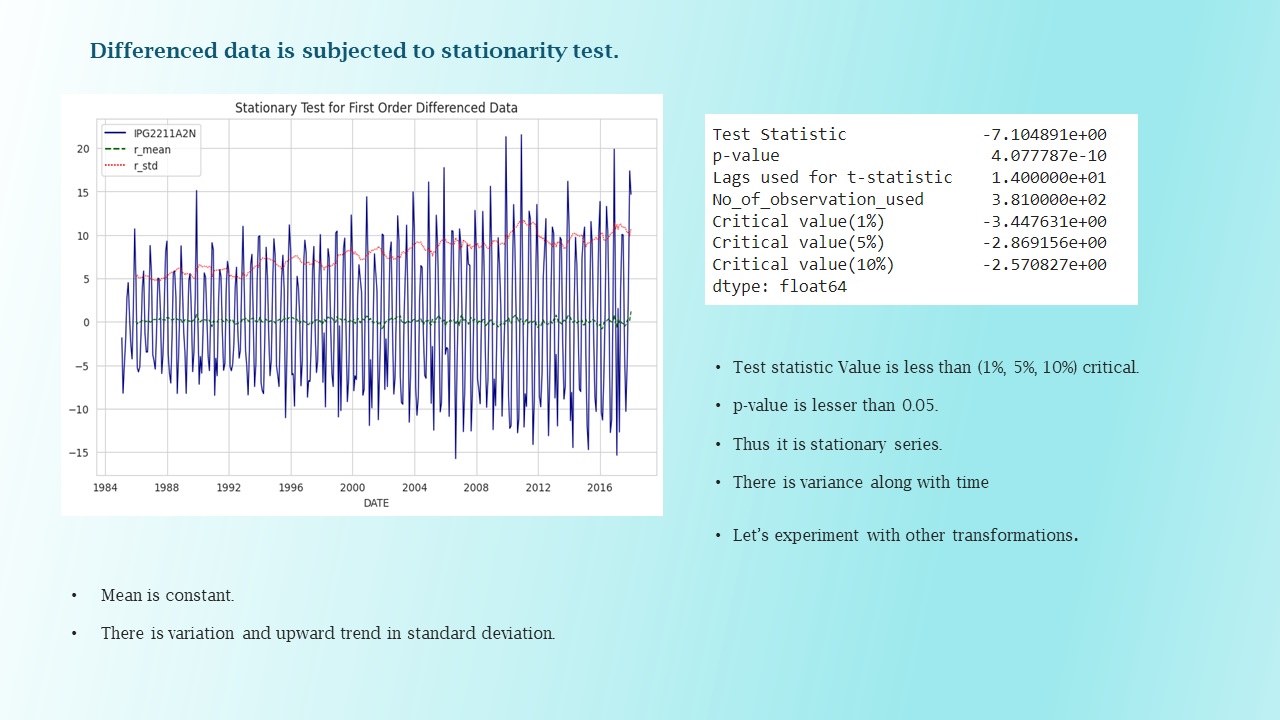 Differenced data is subjected to stationarity test.
Stationary Test for First Order Differenced Data
IPG2211A2N
r_mean
r_std
20
15
10
5
0
−5
−10
−15
1984 1988 1992 1996 2000 2004 2008 2012 2016
DATE
Test Statistic -7.104891e+00
p-value 4.077787e-10
Lags used for t-statistic 1.400000e+01
No_of_observation_used 3.810000e+02
Critical value(1%) -3.447631e+00
Critical value(5%) -2.869156e+00
Critical value(10%) -2.570827e+00
dtype: float64
• Test statistic Value is less than (1%, 5%, 10%) critical.
• p-value is lesser than 0.05.
• Thus it is stationary series.
• There is variance along with time
• Let’s experiment with other transformations.
• Mean is constant.
• There is variation and upward trend in standard deviation.